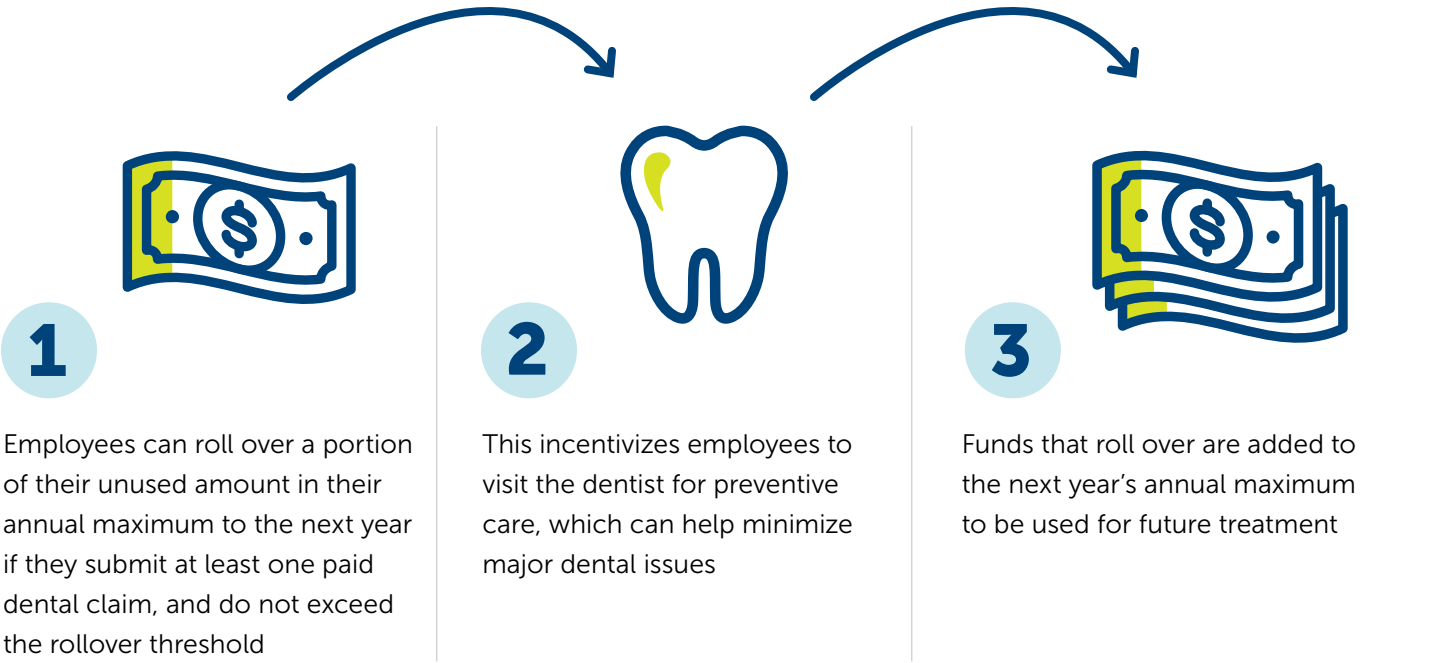 $
$
1
Employees can roll over a portion
of their unused amount in their
annual maximum to the next year
if they submit at least one paid
dental claim, and do not exceed
the rollover threshold
2
This incentivizes employees to
visit the dentist for preventive
care, which can help minimize
major dental issues
3
Funds that roll over are added to
the next year’s annual maximum
to be used for future treatment